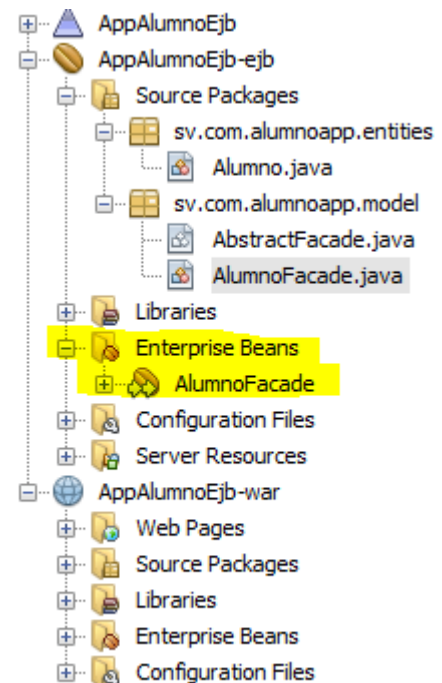 AppAlumnoEjb
AppAlumnoEjb-ejb
Source Packages
sv.com.alumnoapp.entities
Alumno.java
sv.com.alumnoapp.model
AbstractFacade.java
AlumnoFacade.java
Libraries
Enterprise Beans
AlumnoFacade
Configuration Files
Server Resources
AppAlumnoEjb-war
Web Pages
Source Packages
Libraries
Enterprise Beans
Configuration Files